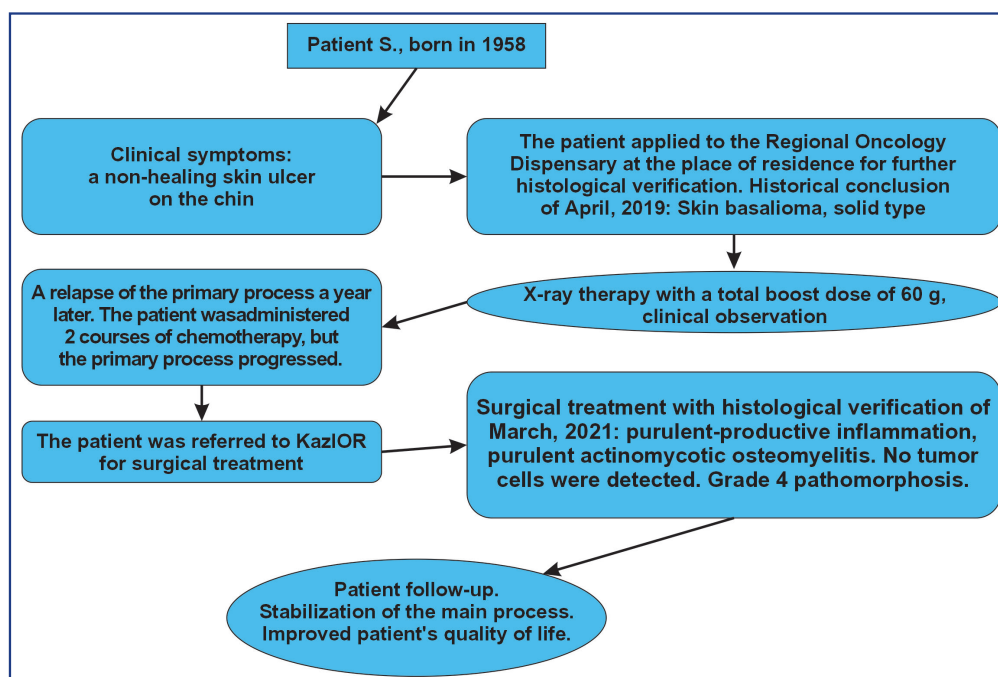 Patient S., born in 1958
Clinical symptoms:
a non-healing skin ulcer
on the chin
The patient applied to the Regional Oncology
Dispensary at the place of residence for further
histological verification. Historical conclusion
of April, 2019: Skin basalioma, solid type
X-ray therapy with a total boost dose of 60 g,
clinical observation
A relapse of the primary process a year
later. The patient wasadministered
2 courses of chemotherapy, but
the primary process progressed.
The patient was referred to KazIOR
for surgical treatment
Surgical treatment with histological verification of
March, 2021: purulent-productive inflammation,
purulent actinomycotic osteomyelitis. No tumor
cells were detected. Grade 4 pathomorphosis.
Patient follow-up.
Stabilization of the main process.
Improved patient's quality of life.